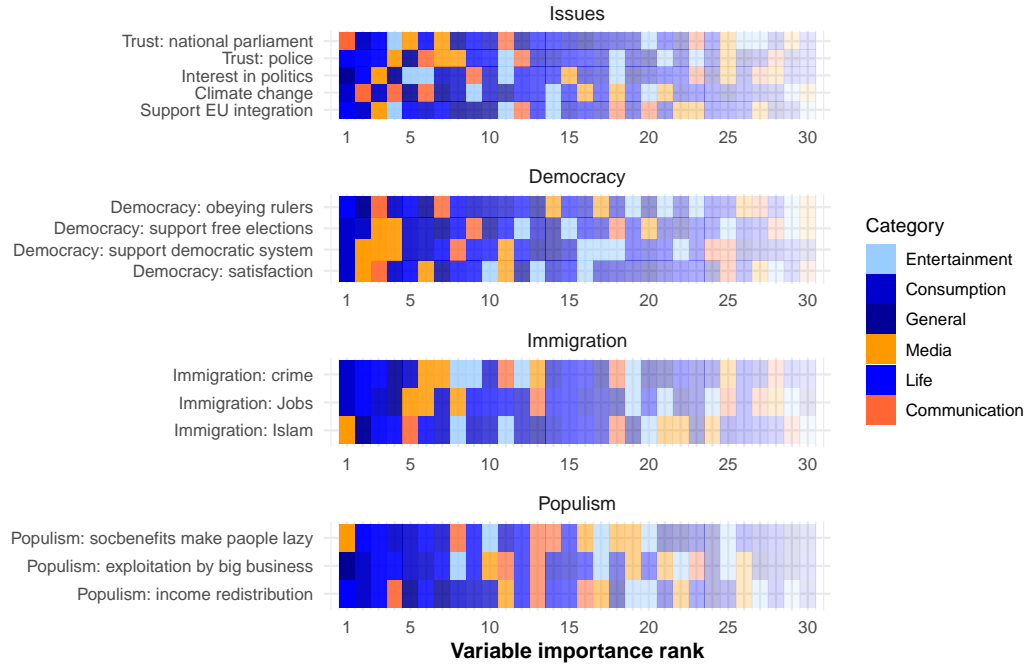 Issues
Trust: national parliament
Trust: police
Interest in politics
Climate change
Support EU integration
1 5 10 15 20 25 30
Democracy
Democracy: obeying rulers
Democracy: support free elections
Democracy: support democratic system
Democracy: satisfaction
1 5 10 15 20 25 30
Immigration
Immigration: crime
Immigration: Jobs
Immigration: Islam
1 5 10 15 20 25 30
Populism
Populism: socbenefits make paople lazy
Populism: exploitation by big business
Populism: income redistribution
1 5 10 15 20 25 30
Variable importance rank
Category
Entertainment
Consumption
General
Media
Life
Communication